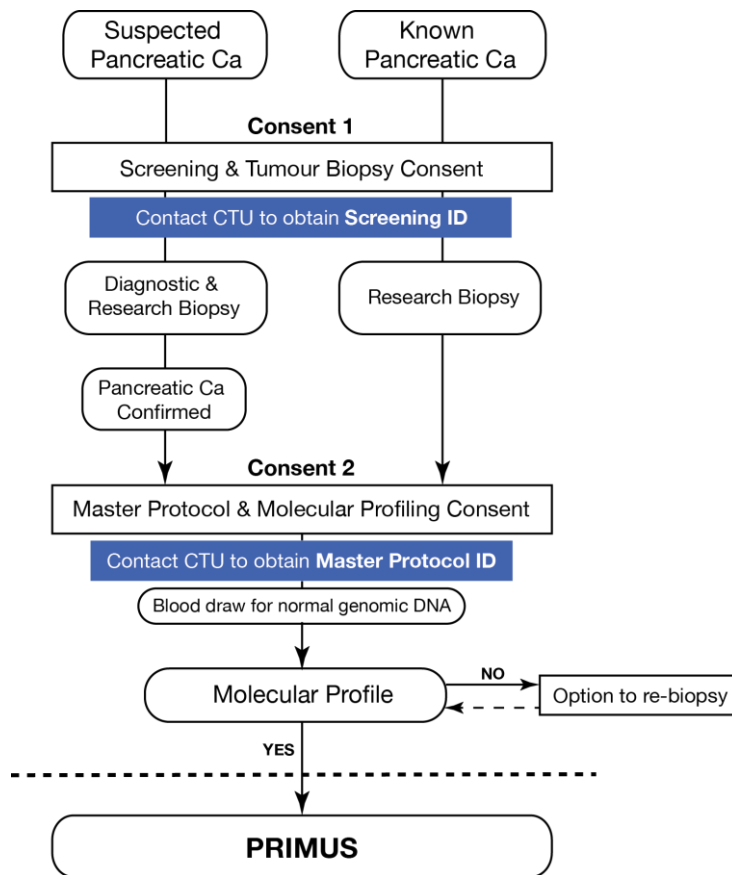 Suspected
Pancreatic Ca
Known
Pancreatic Ca
Consent 1
Screening & Tumour Biopsy Consent
Contact CTU to obtain Screening ID
Diagnostic &
Research Biopsy
Research Biopsy
Pancreatic Ca
Confirmed
Consent 2
Master Protocol & Molecular Profiling Consent
Contact CTU to obtain Master Protocol ID
Blood draw for normal genomic DNA
Molecular Profile
NO
Option to re-biopsy
YES
PRIMUS